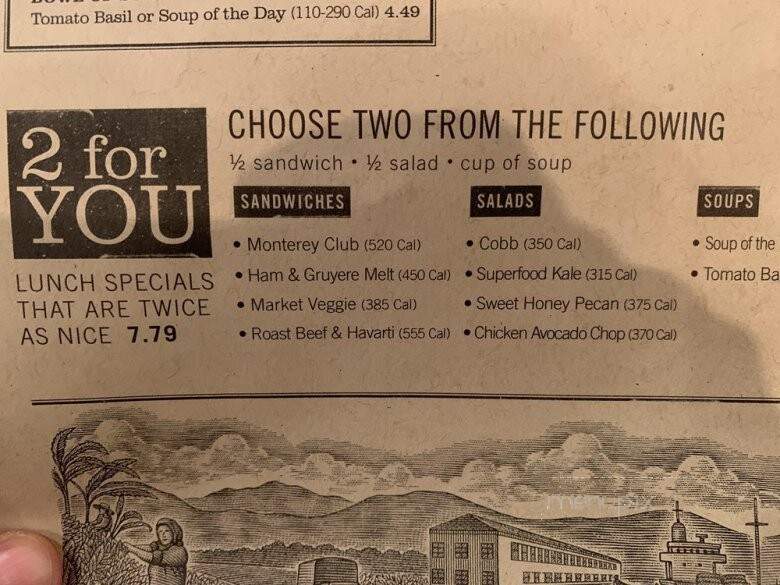 Tomato Basil or Soup of the Day (110-290 Cal) 4.49
2 for
YOU
LUNCH SPECIALS
THAT ARE TWICE
AS NICE 7.79
CHOOSE TWO FROM THE FOLLOWING
½ sandwich • ½ salad • cup of soup
SANDWICHES
• Monterey Club (520 Cal)
• Ham & Gruyere Melt (450 Cal)
• Market Veggie (385 Cal)
• Roast Beef & Havarti (555 Cal)
SALADS
• Cobb (350 Cal)
• Superfood Kale (315 Cal)
• Sweet Honey Pecan (375 Cal)
• Chicken Avocado Chop (370 Cal)
SOUPS
• Soup of the
• Tomato Ba